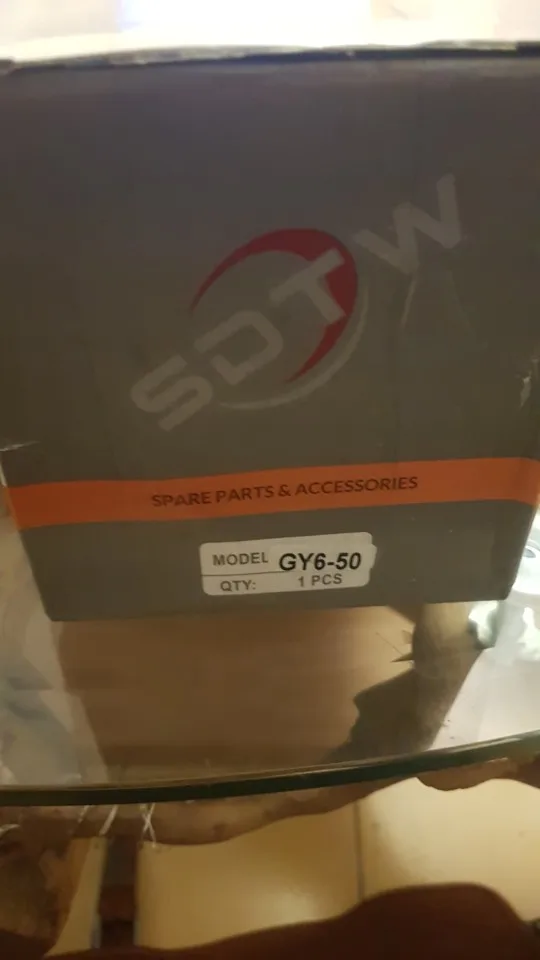 SDTW
SPARE PARTS & ACCESSORIES
MODEL GY6-50
QTY: 1 PCS